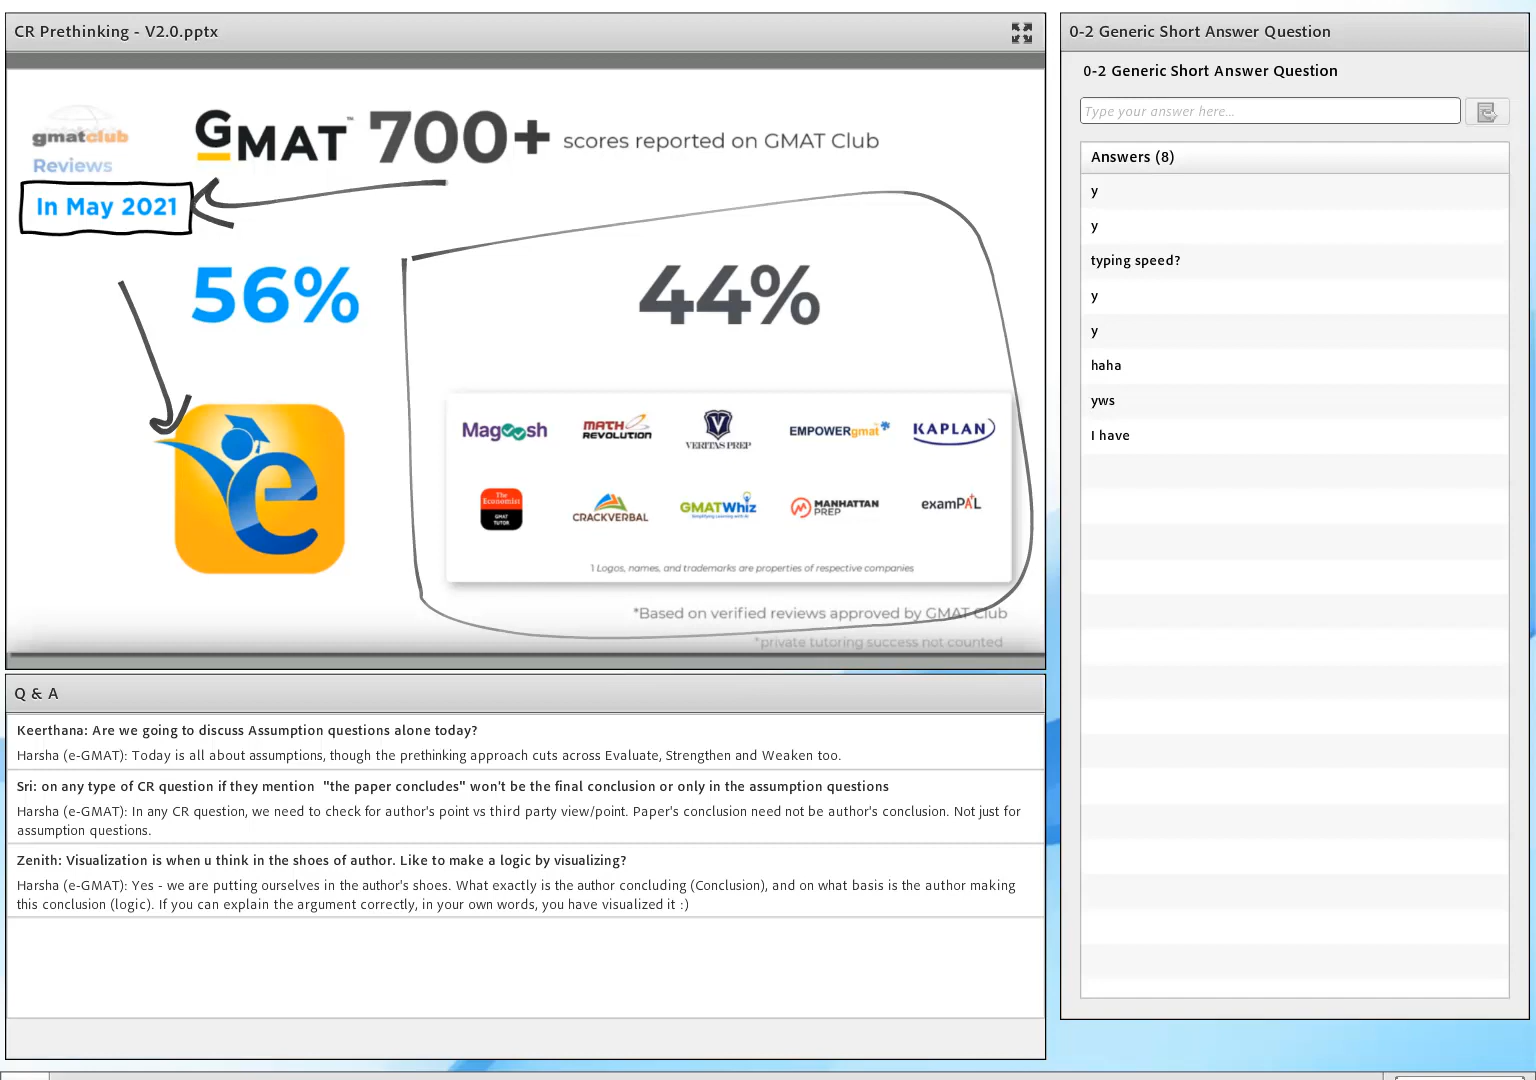 CR Prethinking - V2.0.pptx
gmatclub
Reviews
In May 2021
GMAT™ 700+ scores reported on GMAT Club
56%
44%
e
Magoosh
MATH REVOLUTION
VERITAS PREP
EMPOWERgmat
KAPLAN
The Economist GMAT TUTOR
CRACKVERBAL
GMATWhiz
MANHATTAN PREP
examPAL
1 Logos, names, and trademarks are properties of respective companies
*Based on verified reviews approved by GMAT Club
*private tutoring success not counted
Q & A
Keerthana: Are we going to discuss Assumption questions alone today?
Harsha (e-GMAT): Today is all about assumptions, though the prethinking approach cuts across Evaluate, Strengthen and Weaken too.
Sri: on any type of CR question if they mention "the paper concludes" won't be the final conclusion or only in the assumption questions
Harsha (e-GMAT): In any CR question, we need to check for author's point vs third party view/point. Paper's conclusion need not be author's conclusion. Not just for
assumption questions.
Zenith: Visualization is when u think in the shoes of author. Like to make a logic by visualizing?
Harsha (e-GMAT): Yes - we are putting ourselves in the author's shoes. What exactly is the author concluding (Conclusion), and on what basis is the author making
this conclusion (logic). If you can explain the argument correctly, in your own words, you have visualized it :)
0-2 Generic Short Answer Question
0-2 Generic Short Answer Question
Type your answer here...
Answers (8)
y
y
typing speed?
y
y
haha
yws
I have